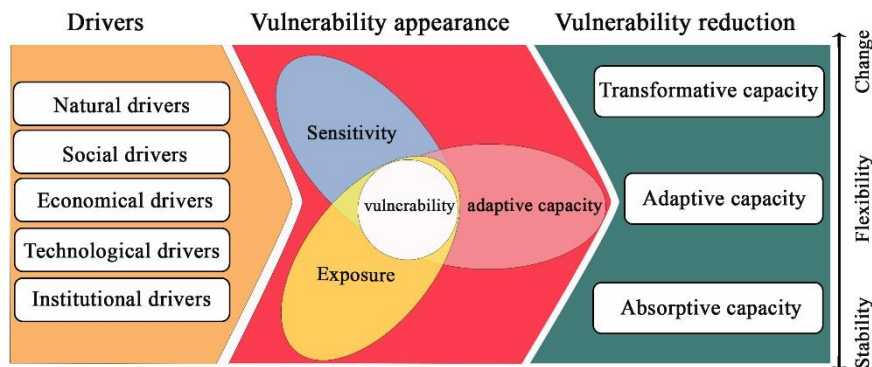 Drivers
Vulnerability appearance
Vulnerability reduction
Natural drivers
Social drivers
Economical drivers
Technological drivers
Institutional drivers
Sensitivity
vulnerability
adaptive capacity
Exposure
Transformative capacity
Adaptive capacity
Absorptive capacity
Change
Flexibility
Stability